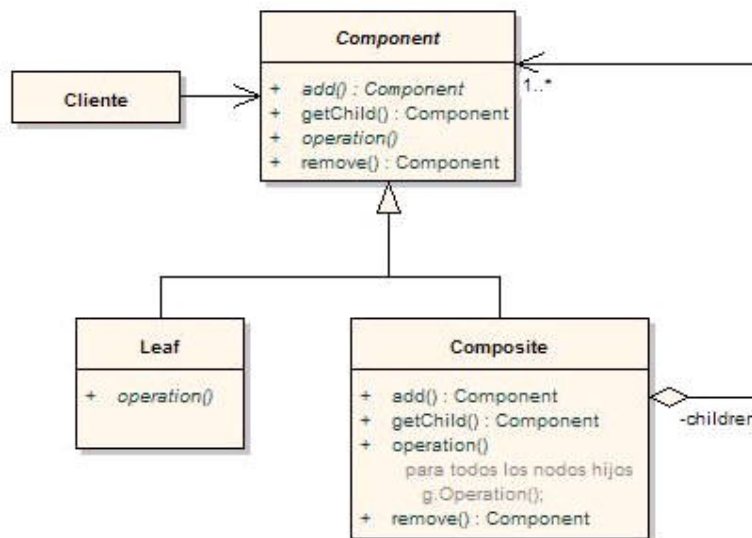 Component
+ add() : Component
+ getChild() : Component
+ operation()
+ remove() : Component
Cliente
1..*
Leaf
+ operation()
Composite
+ add() : Component
+ getChild() : Component
+ operation()
para todos los nodos hijos
g.Operation();
+ remove() : Component
-children